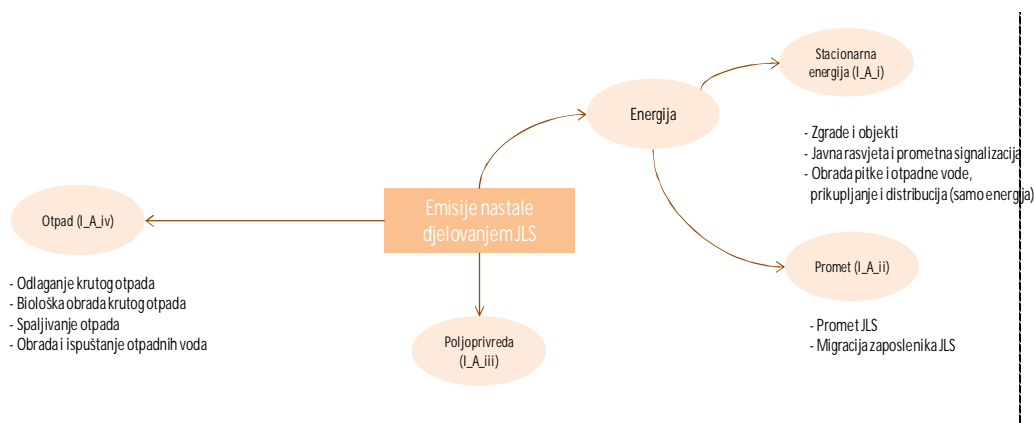 Stacionarna
energija (I_A_i)
Energija
- Zgrade i objekti
- Javna rasvjeta i prometna signalizacija
- Obrada pitke i otpadne vode,
prikupljanje i distribucija (samo energija)
Emisije nastale
djelovanjem JLS
Otpad (I_A_iv)
- Odlaganje krutog otpada
- Biološka obrada krutog otpada
- Spaljivanje otpada
- Obrada i ispuštanje otpadnih voda
Promet (I_A_ii)
- Promet JLS
- Migracija zaposlenika JLS
Poljoprivreda
(I_A_iii)